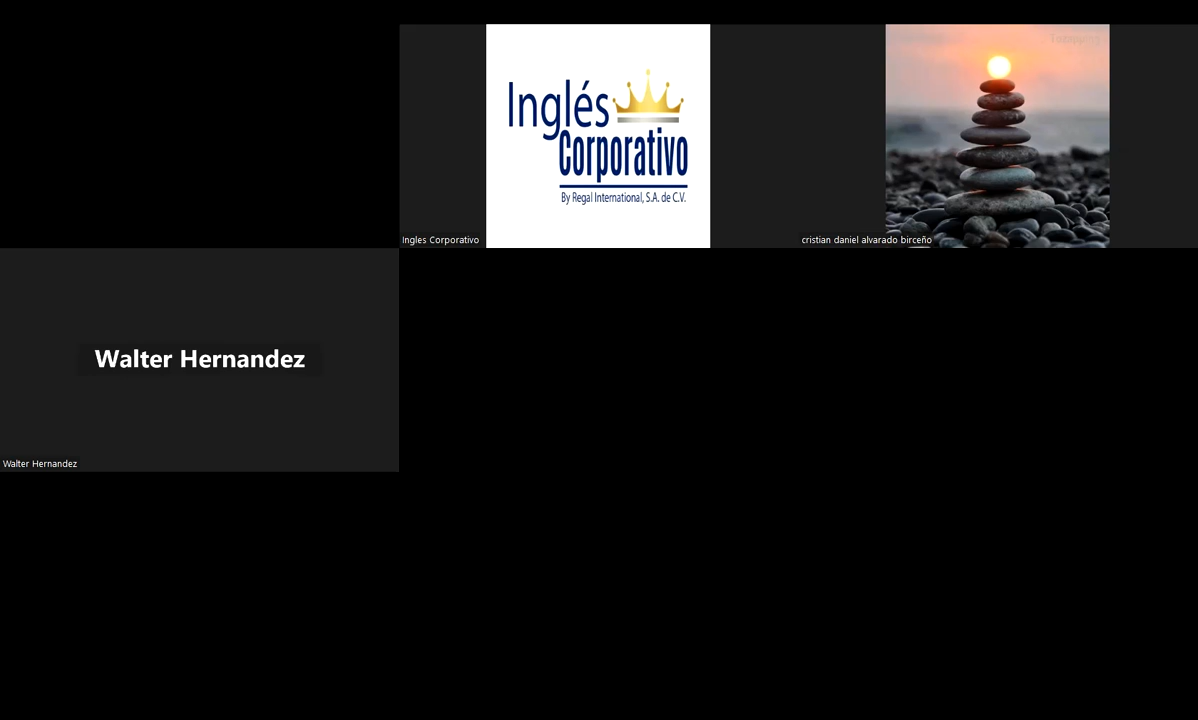 Inglés
Corporativo
By Regal International, S.A. de C.V.
Ingles Corporativo
cristian daniel alvarado birceño
Walter Hernandez
Walter Hernandez